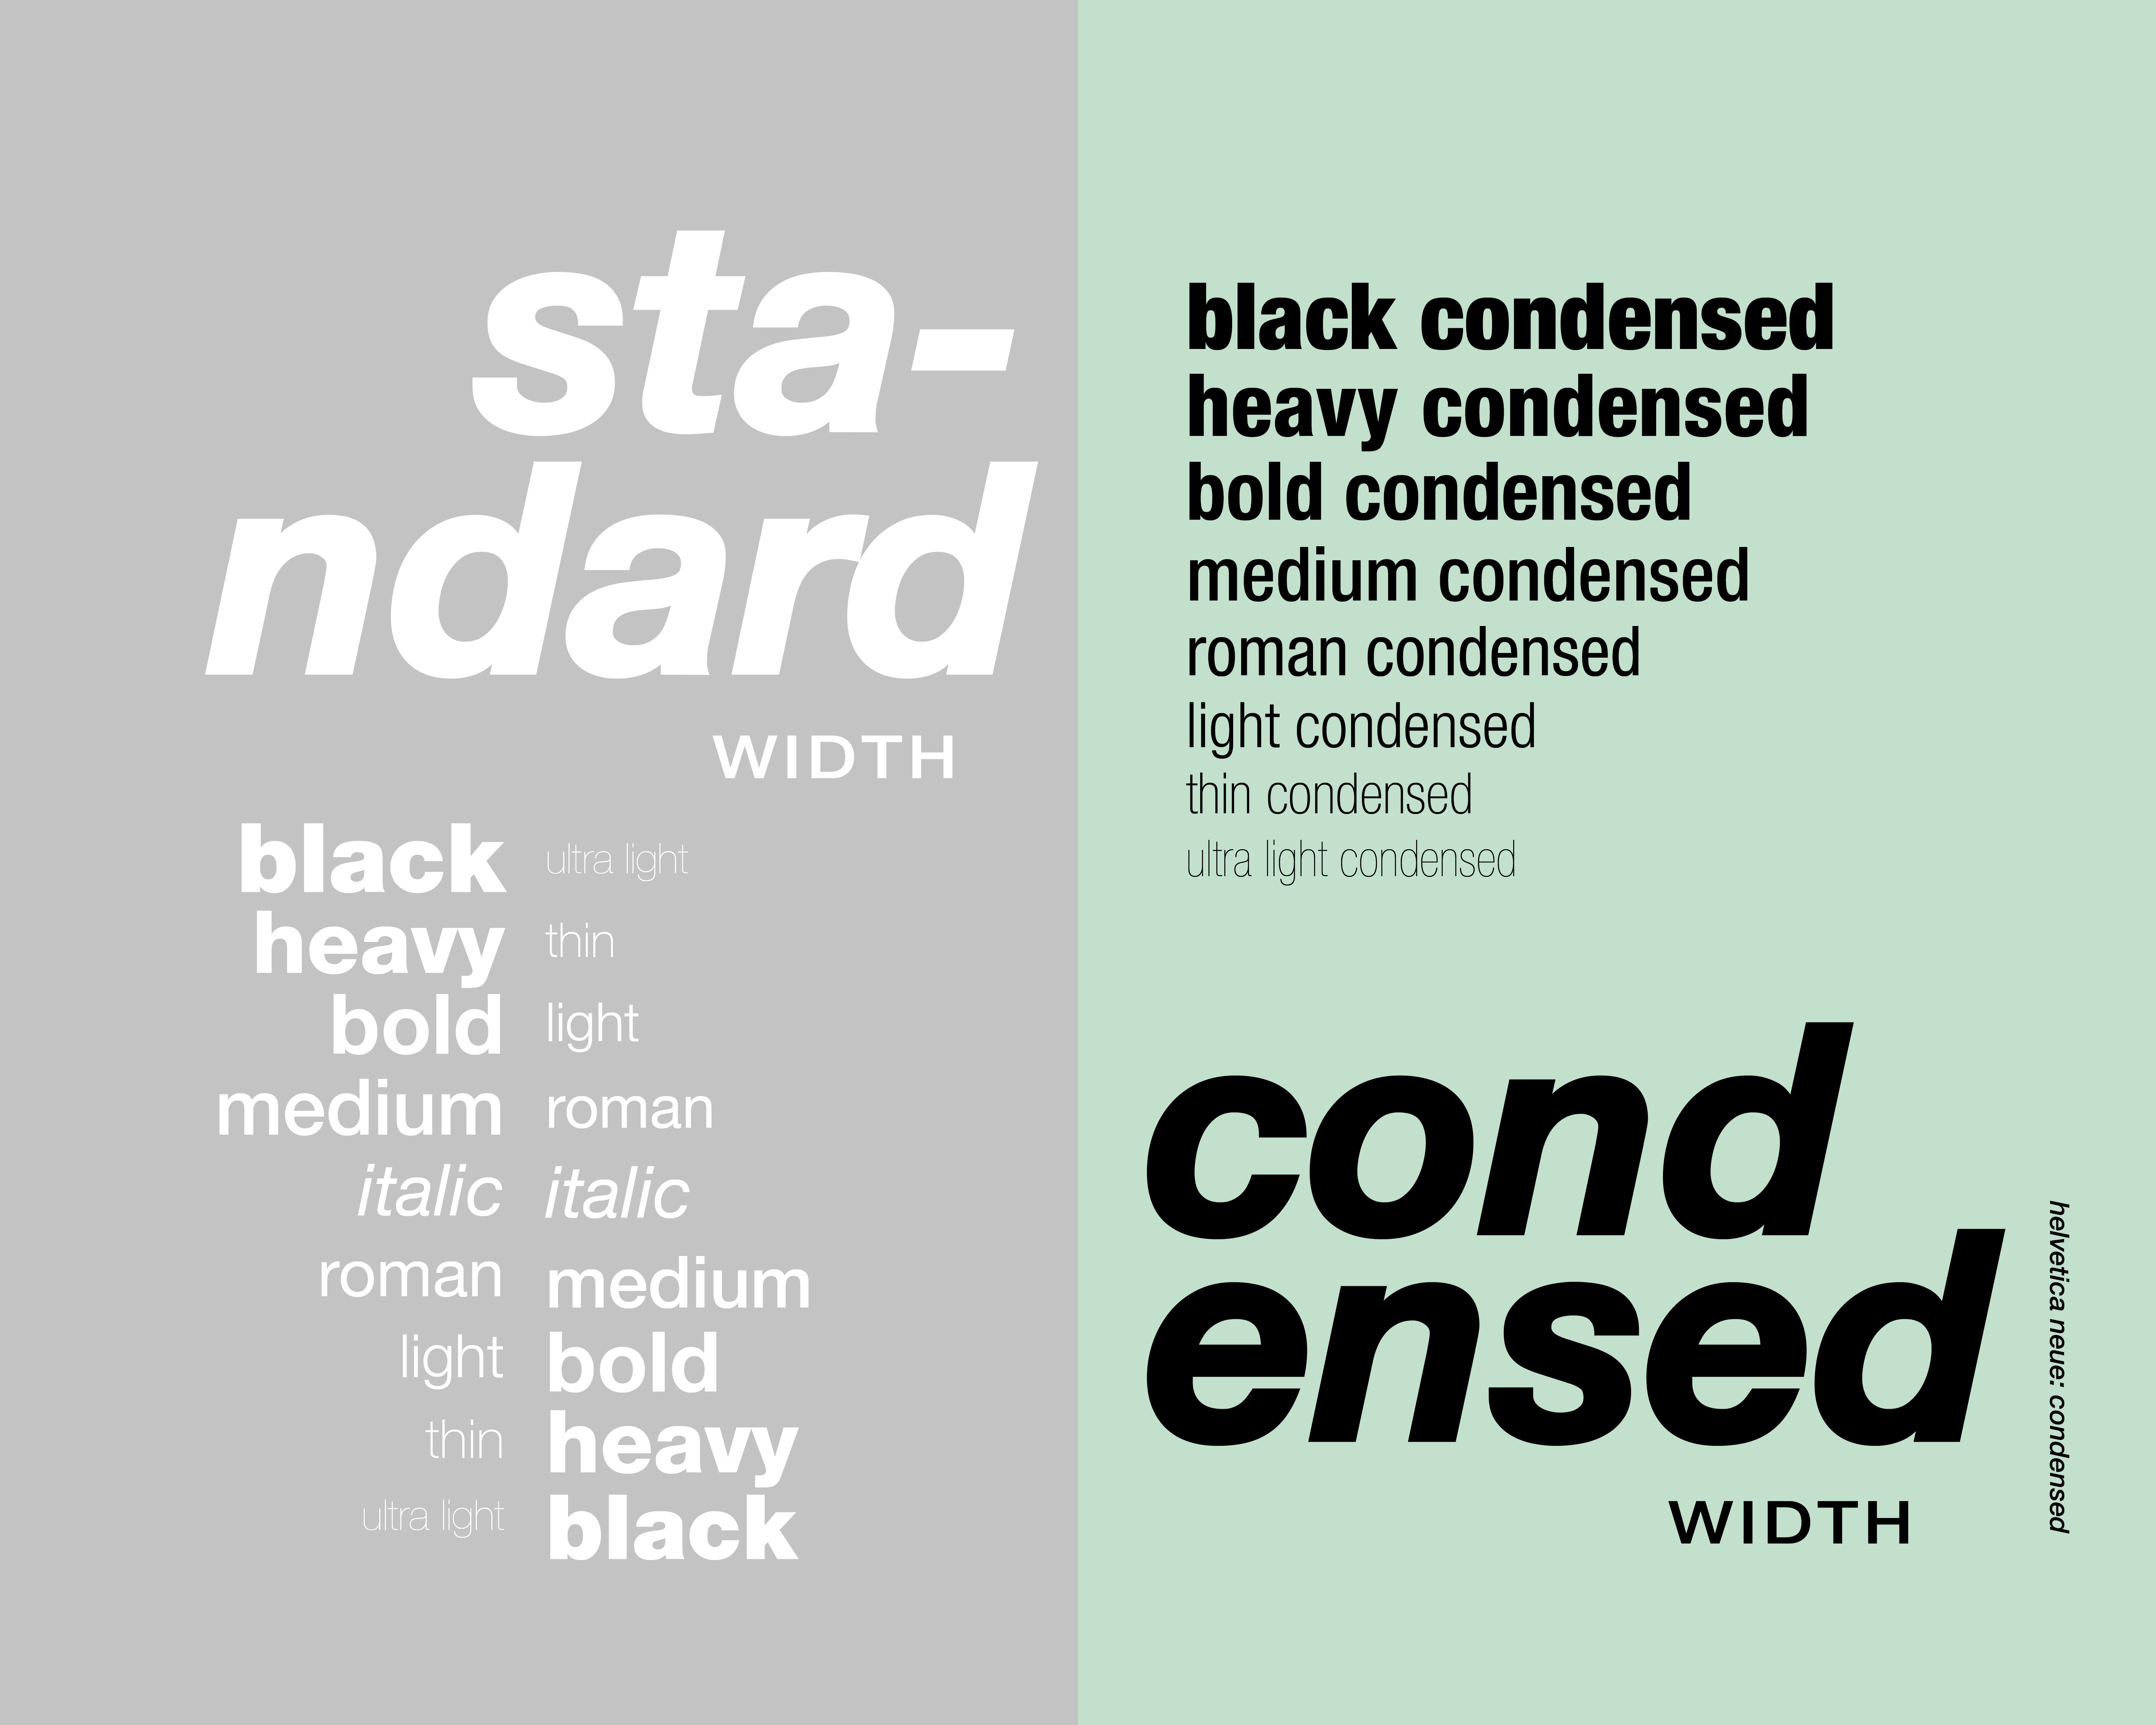 sta-
ndard
WIDTH
black
heavy
bold
medium
italic
roman
light
thin
ultra light
ultra light
thin
light
roman
italic
medium
bold
heavy
black
black condensed
heavy condensed
bold condensed
medium condensed
roman condensed
light condensed
thin condensed
ultra light condensed
cond
ensed
WIDTH
helvetica neue: condensed